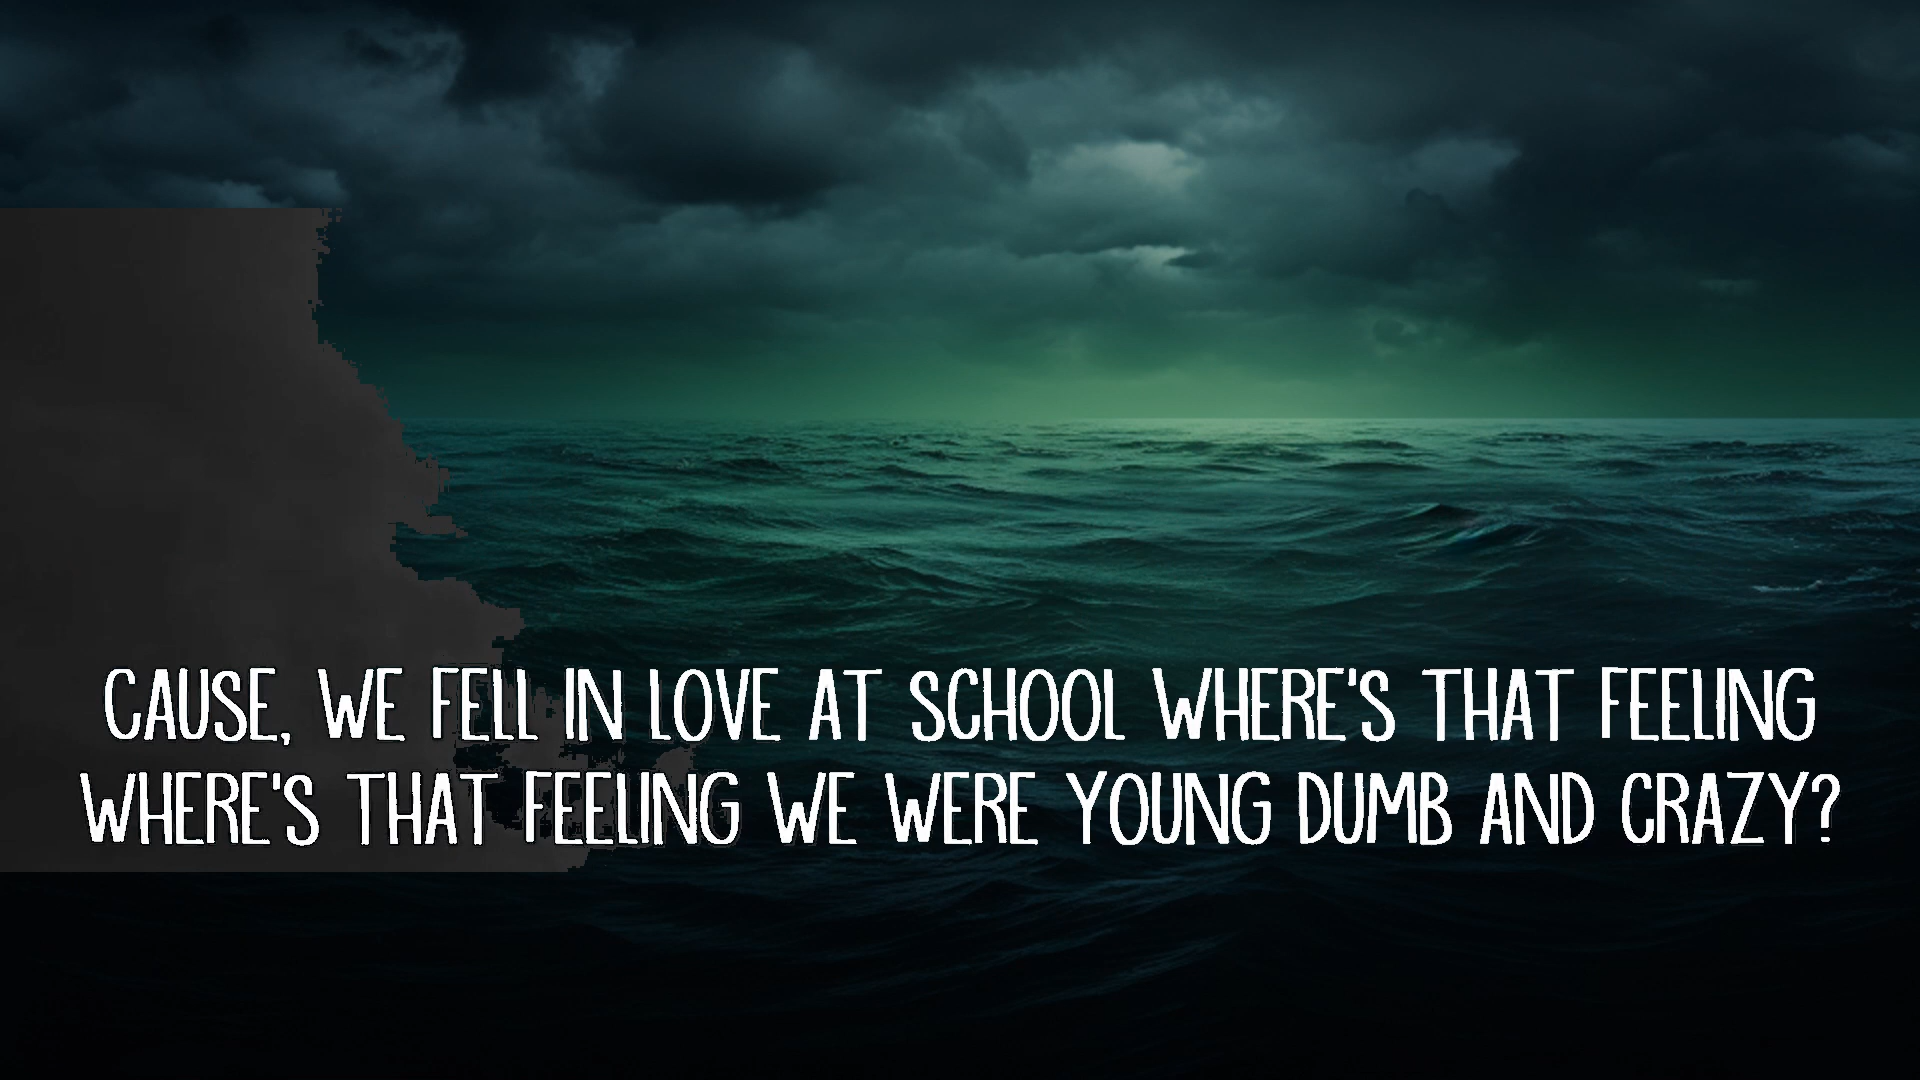 CAUSE, WE FELL IN LOVE AT SCHOOL WHERE'S THAT FEELING
WHERE'S THAT FEELING WE WERE YOUNG DUMB AND CRAZY?